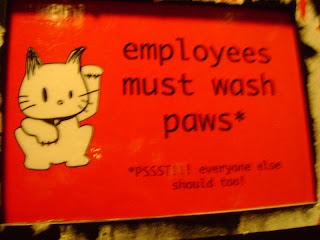 employees
must wash
paws*
*PSSST!!! everyone else
should too!